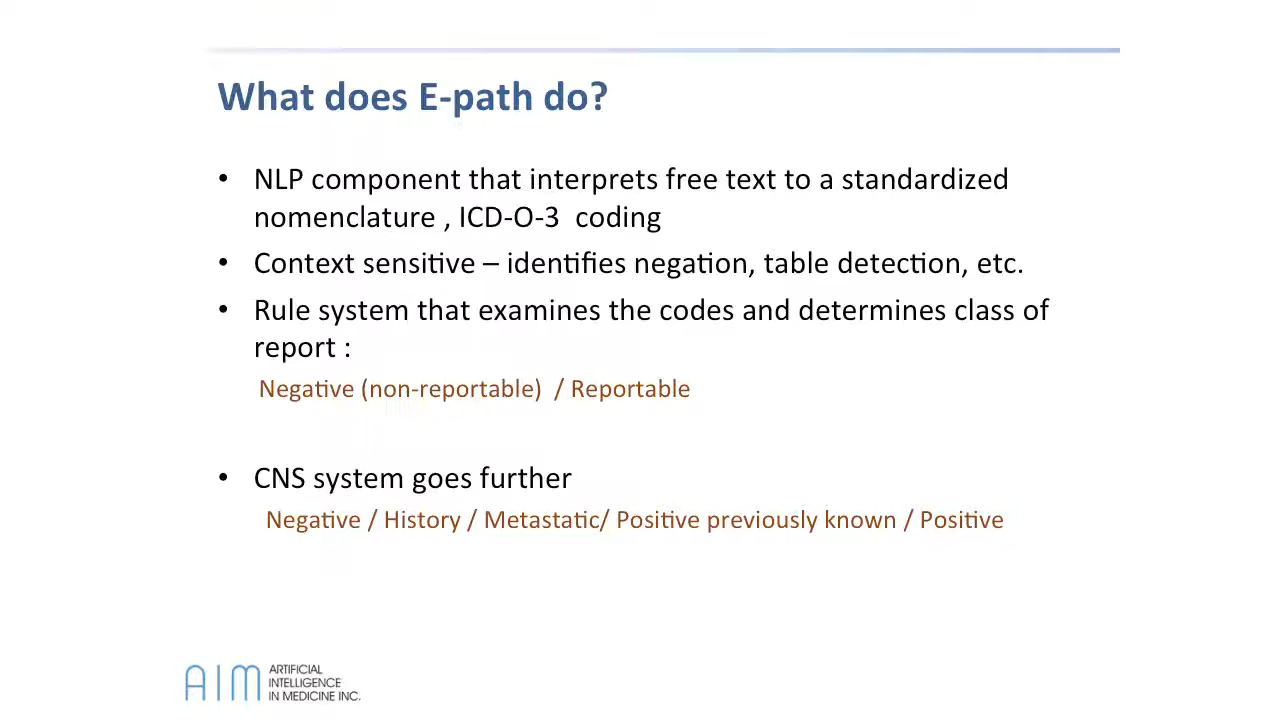 What does E-path do?
• NLP component that interprets free text to a standardized
nomenclature , ICD-O-3  coding
• Context sensitive – identifies negation, table detection, etc.
• Rule system that examines the codes and determines class of
report :
Negative (non-reportable)  / Reportable
• CNS system goes further
Negative / History / Metastatic/ Positive previously known / Positive
AIM ARTIFICIAL
INTELLIGENCE
IN MEDICINE INC.